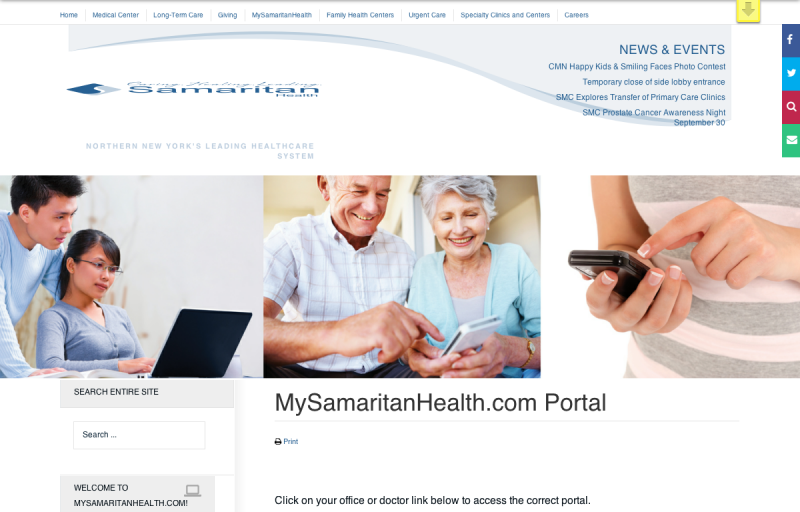 Home
Medical Center
Long-Term Care
Giving
MySamaritanHealth
Family Health Centers
Urgent Care
Specialty Clinics and Centers
Careers
Caring Healing Leading
Samaritan
Health
NORTHERN NEW YORK'S LEADING HEALTHCARE
SYSTEM
NEWS & EVENTS
CMN Happy Kids & Smiling Faces Photo Contest
Temporary close of side lobby entrance
SMC Explores Transfer of Primary Care Clinics
SMC Prostate Cancer Awareness Night
September 30
SEARCH ENTIRE SITE
Search ...
WELCOME TO
MYSAMARITANHEALTH.COM!
MySamaritanHealth.com Portal
Print
Click on your office or doctor link below to access the correct portal.